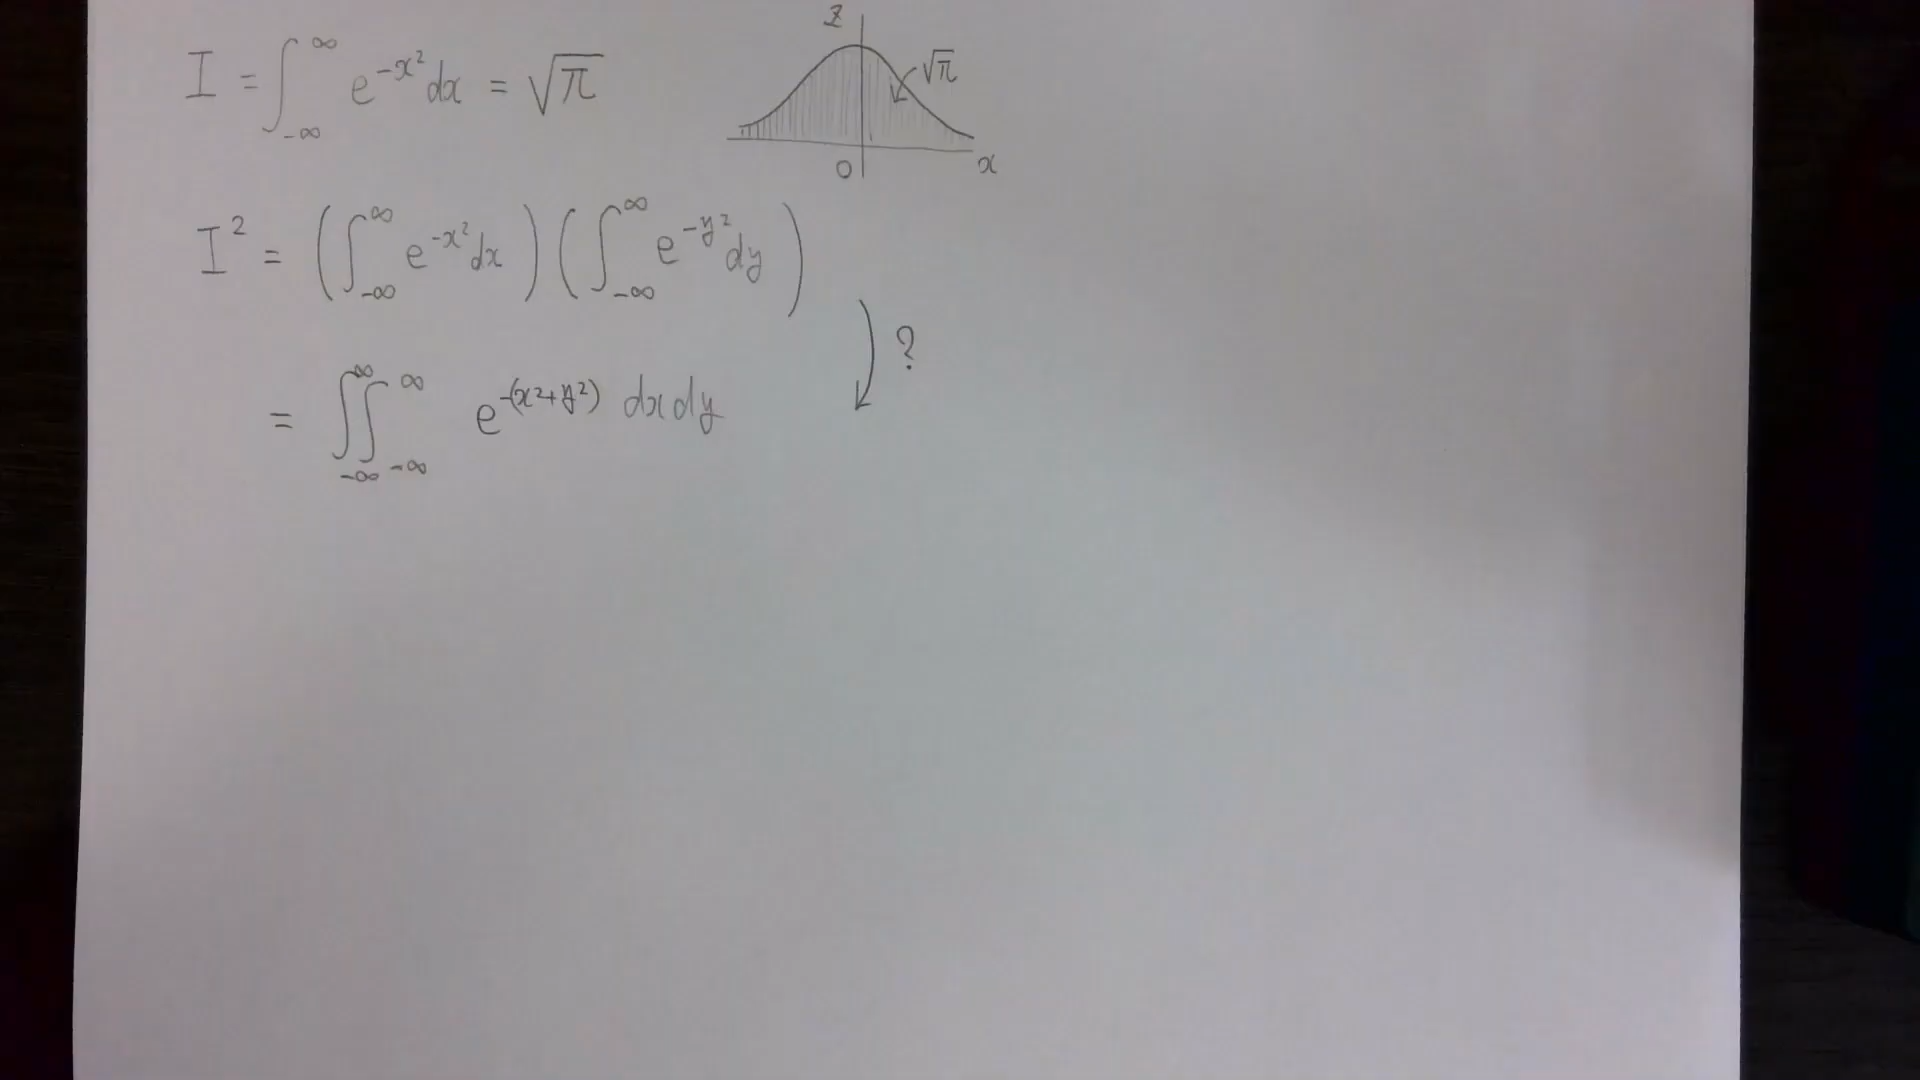 I = ∫_{-∞}^{∞} e^{-x²} dx = √π
z
√π
0
x
I² = (∫_{-∞}^{∞} e^{-x²} dx) (∫_{-∞}^{∞} e^{-y²} dy)
?
= ∫_{-∞}^{∞} ∫_{-∞}^{∞} e^{-(x²+y²)} dx dy